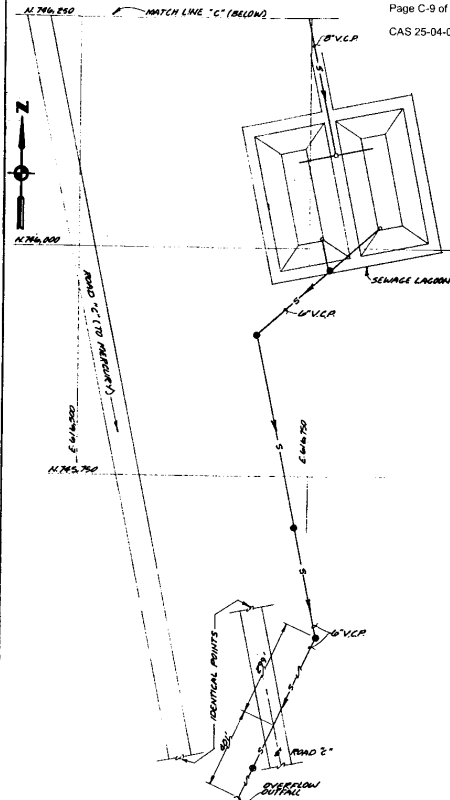 Page C-9 of
CAS 25-04-0
N. 746,250
MATCH LINE "C" (BELOW)
8" V.C.P.
S
N
N. 746,000
SEWAGE LAGOON
S
6" V.C.P.
ROAD "C" (TO MERCURY)
E. 616,500
E. 616,750
S
N. 745,750
S
6" V.C.P.
IDENTICAL POINTS
S
S
ROAD "C"
OVERFLOW
OUTFALL